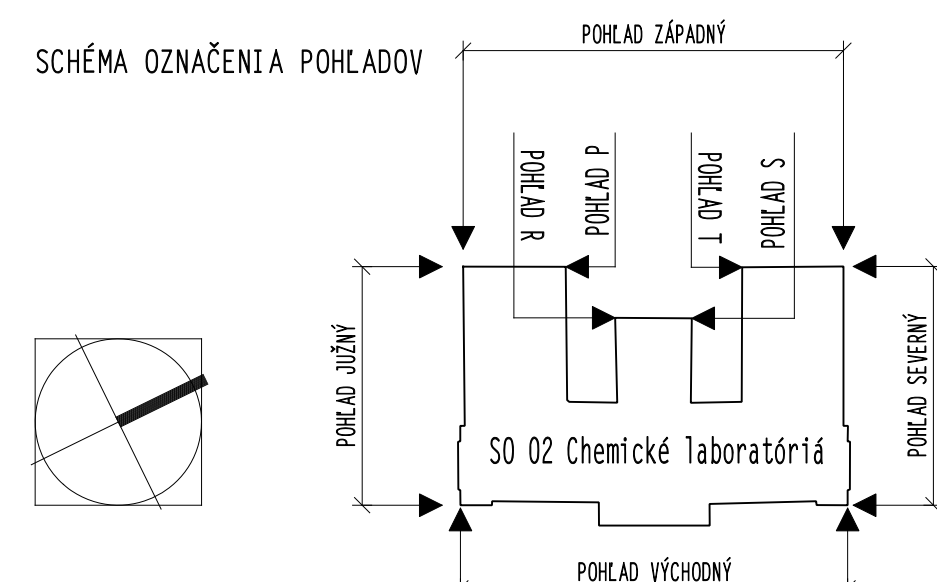 SCHÉMA OZNAČENIA POHĽADOV
POHĽAD ZÁPADNÝ
POHĽAD R
POHĽAD P
POHĽAD T
POHĽAD S
POHĽAD JUŽNÝ
POHĽAD SEVERNÝ
SO 02 Chemické laboratóriá
POHĽAD VÝCHODNÝ